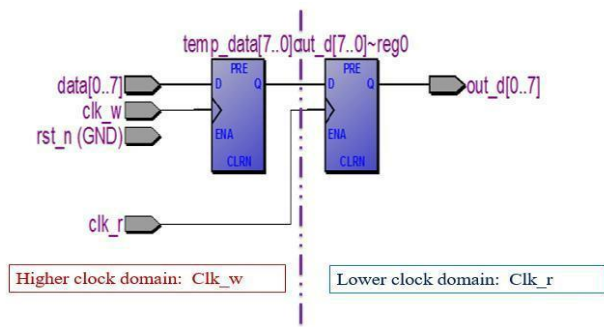 temp_data[7..0]out_d[7..0]~reg0
PRE
PRE
data[0..7]
D
Q
D
Q
out_d[0..7]
clk_w
rst_n (GND)
ENA
ENA
CLRN
CLRN
clk_r
Higher clock domain: Clk_w
Lower clock domain: Clk_r